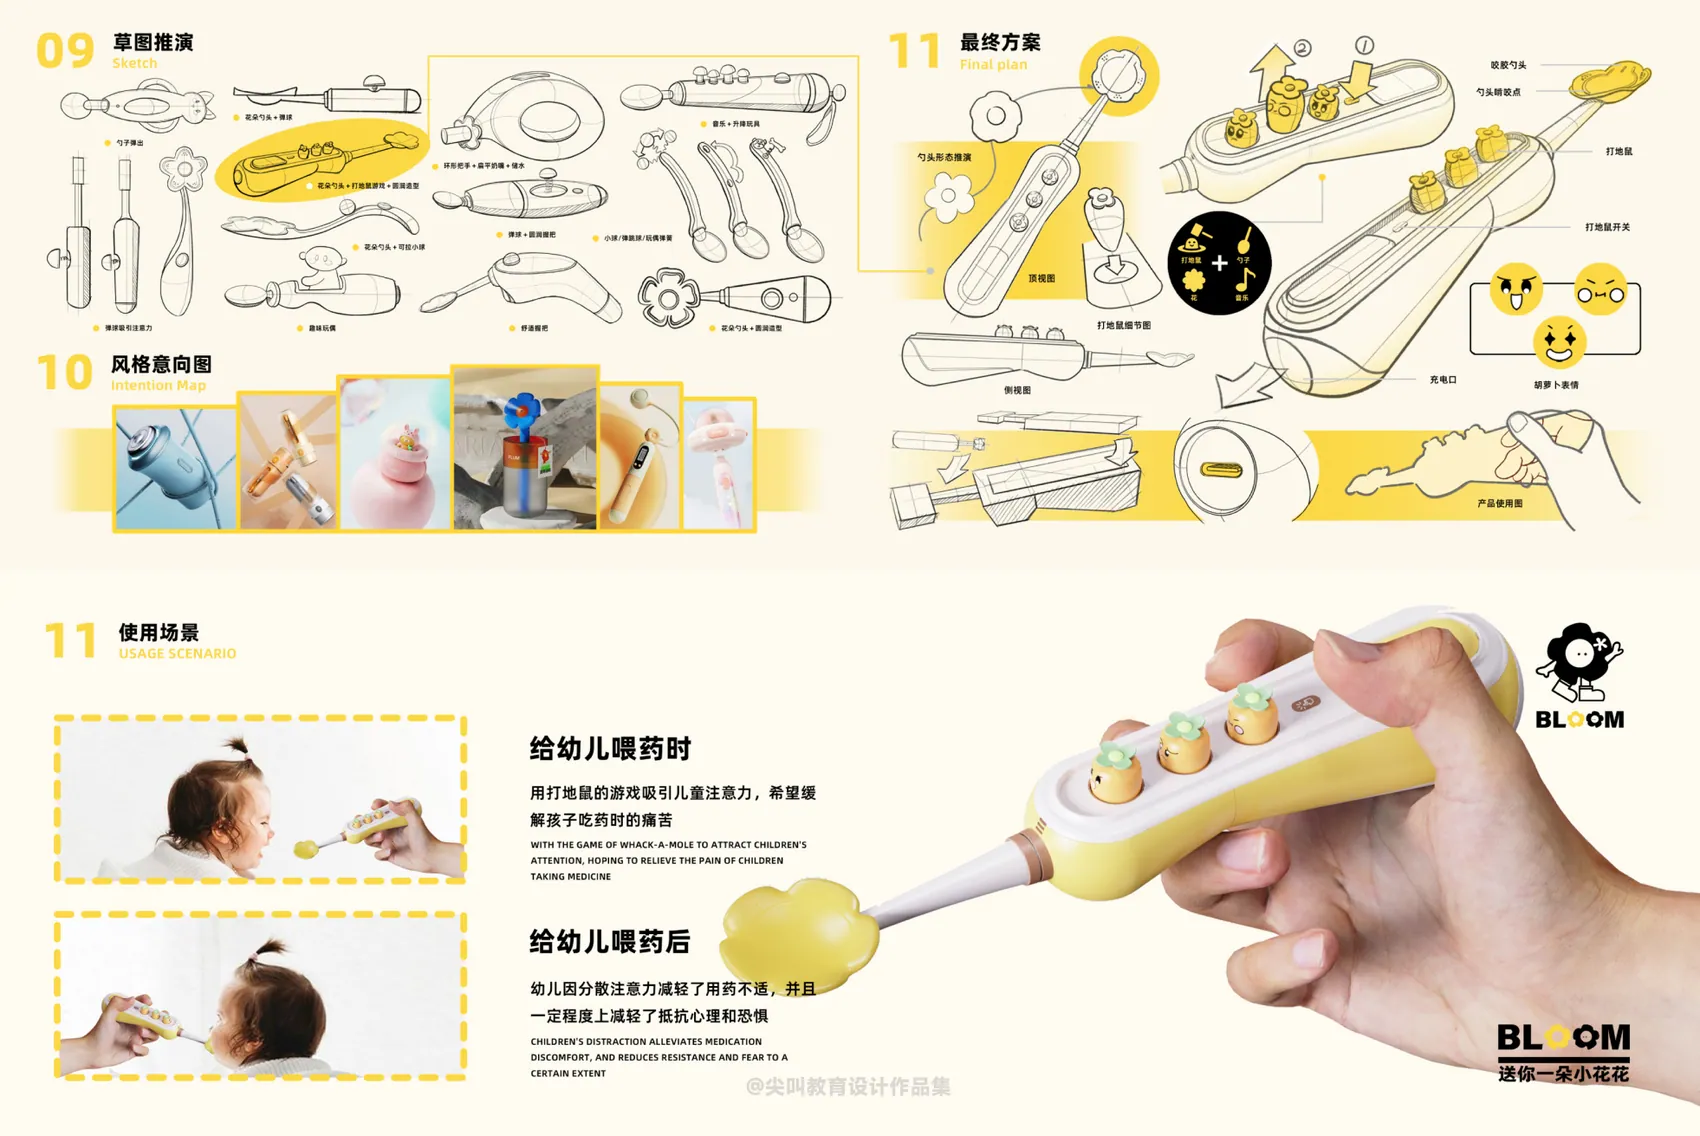 09
草图推演
Sketch
勺子弹出
花朵勺头+弹球
花朵勺头+打地鼠游戏+圆润造型
环形把手+扁平奶嘴+储水
音乐+升降玩具
花朵勺头+可拉小球
弹球+圆润握把
小球/弹跳球/玩偶弹簧
弹球吸引注意力
趣味玩偶
舒适握把
花朵勺头+圆润造型
10
风格意向图
Intention Map
11
最终方案
Final plan
勺头形态推演
顶视图
打地鼠细节图
侧视图
②
①
咬胶勺头
勺头啃咬点
打地鼠
打地鼠开关
打地鼠
+
勺子
花
音乐
充电口
胡萝卜表情
产品使用图
11
使用场景
USAGE SCENARIO
给幼儿喂药时
用打地鼠的游戏吸引儿童注意力，希望缓
解孩子吃药时的痛苦
WITH THE GAME OF WHACK-A-MOLE TO ATTRACT CHILDREN'S
ATTENTION, HOPING TO RELIEVE THE PAIN OF CHILDREN
TAKING MEDICINE
给幼儿喂药后
幼儿因分散注意力减轻了用药不适，并且
一定程度上减轻了抵抗心理和恐惧
CHILDREN'S DISTRACTION ALLEVIATES MEDICATION
DISCOMFORT, AND REDUCES RESISTANCE AND FEAR TO A
CERTAIN EXTENT
BLOOM
BLOOM
送你一朵小花花
@尖叫教育设计作品集